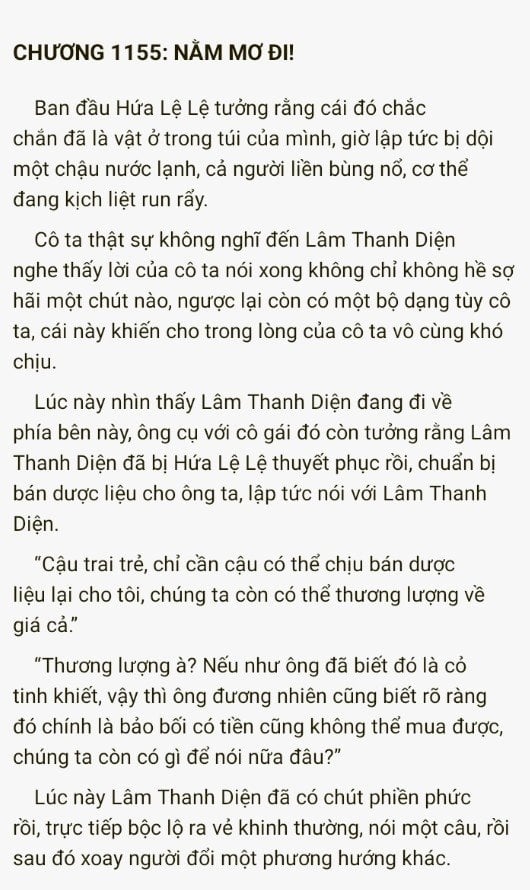 CHƯƠNG 1155: NẰM MƠ ĐI!
Ban đầu Hứa Lệ Lệ tưởng rằng cái đó chắc
chắn đã là vật ở trong túi của mình, giờ lập tức bị dội
một chậu nước lạnh, cả người liền bùng nổ, cơ thể
đang kịch liệt run rẩy.
Cô ta thật sự không nghĩ đến Lâm Thanh Diện
nghe thấy lời của cô ta nói xong không chỉ không hề sợ
hãi một chút nào, ngược lại còn có một bộ dạng tùy cô
ta, cái này khiến cho trong lòng của cô ta vô cùng khó
chịu.
Lúc này nhìn thấy Lâm Thanh Diện đang đi về
phía bên này, ông cụ với cô gái đó còn tưởng rằng Lâm
Thanh Diện đã bị Hứa Lệ Lệ thuyết phục rồi, chuẩn bị
bán dược liệu cho ông ta, lập tức nói với Lâm Thanh
Diện.
“Cậu trai trẻ, chỉ cần cậu có thể chịu bán dược
liệu lại cho tôi, chúng ta còn có thể thương lượng về
giá cả.”
“Thương lượng à? Nếu như ông đã biết đó là cỏ
tinh khiết, vậy thì ông đương nhiên cũng biết rõ ràng
đó chính là bảo bối có tiền cũng không thể mua được,
chúng ta còn có gì để nói nữa đâu?”
Lúc này Lâm Thanh Diện đã có chút phiền phức
rồi, trực tiếp bộc lộ ra vẻ khinh thường, nói một câu, rồi
sau đó xoay người đổi một phương hướng khác.